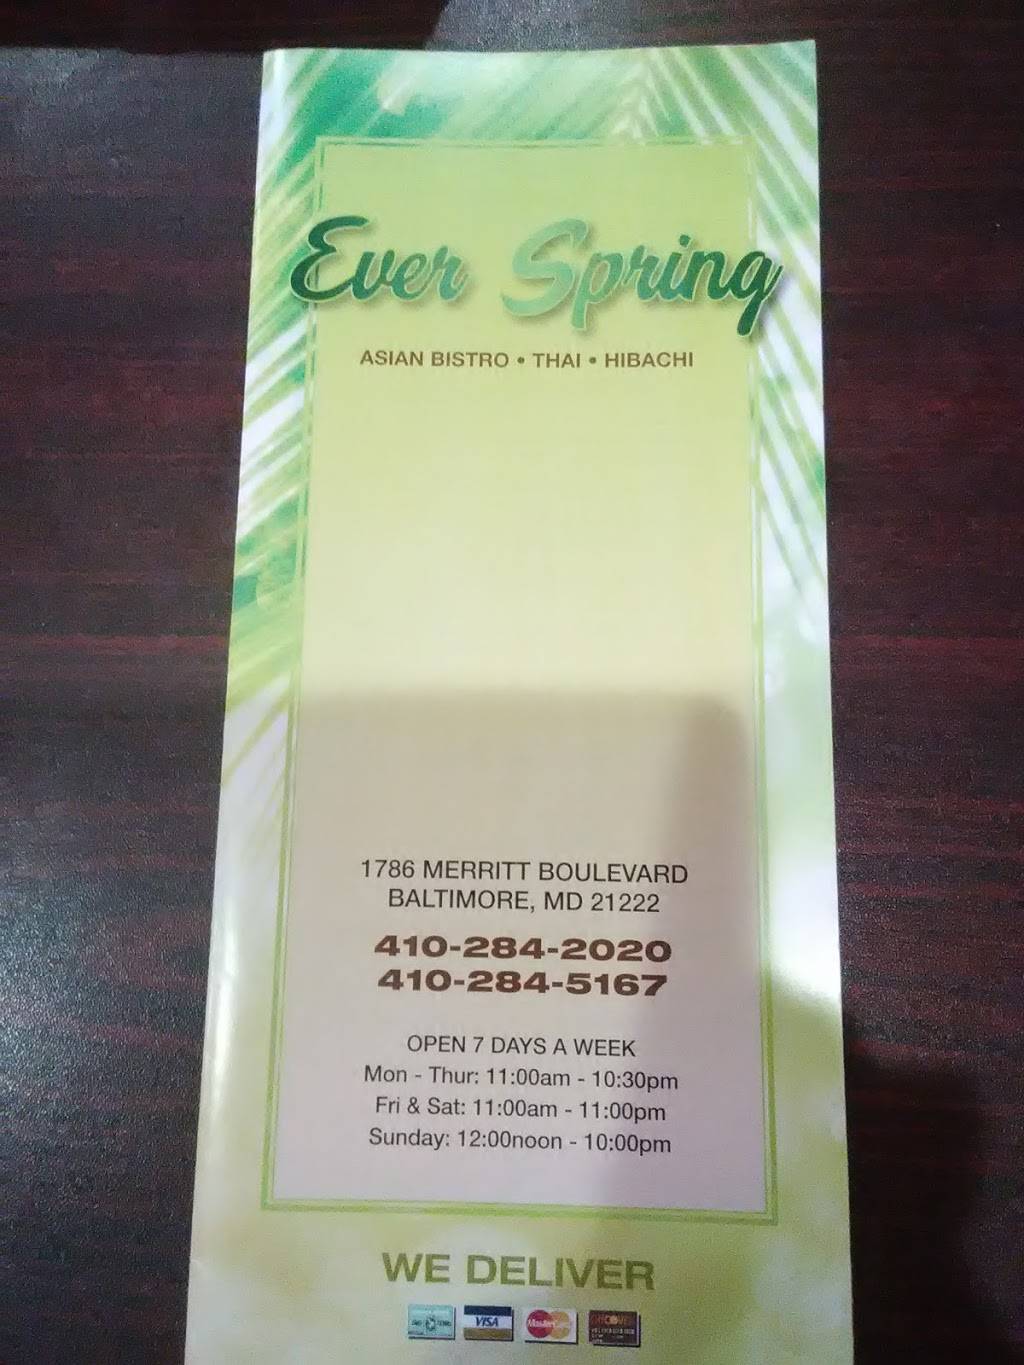 Ever Spring
ASIAN BISTRO • THAI • HIBACHI
1786 MERRITT BOULEVARD
BALTIMORE, MD 21222
410-284-2020
410-284-5167
OPEN 7 DAYS A WEEK
Mon - Thur: 11:00am - 10:30pm
Fri & Sat: 11:00am - 11:00pm
Sunday: 12:00noon - 10:00pm
WE DELIVER
VISA MasterCard DISCOVER